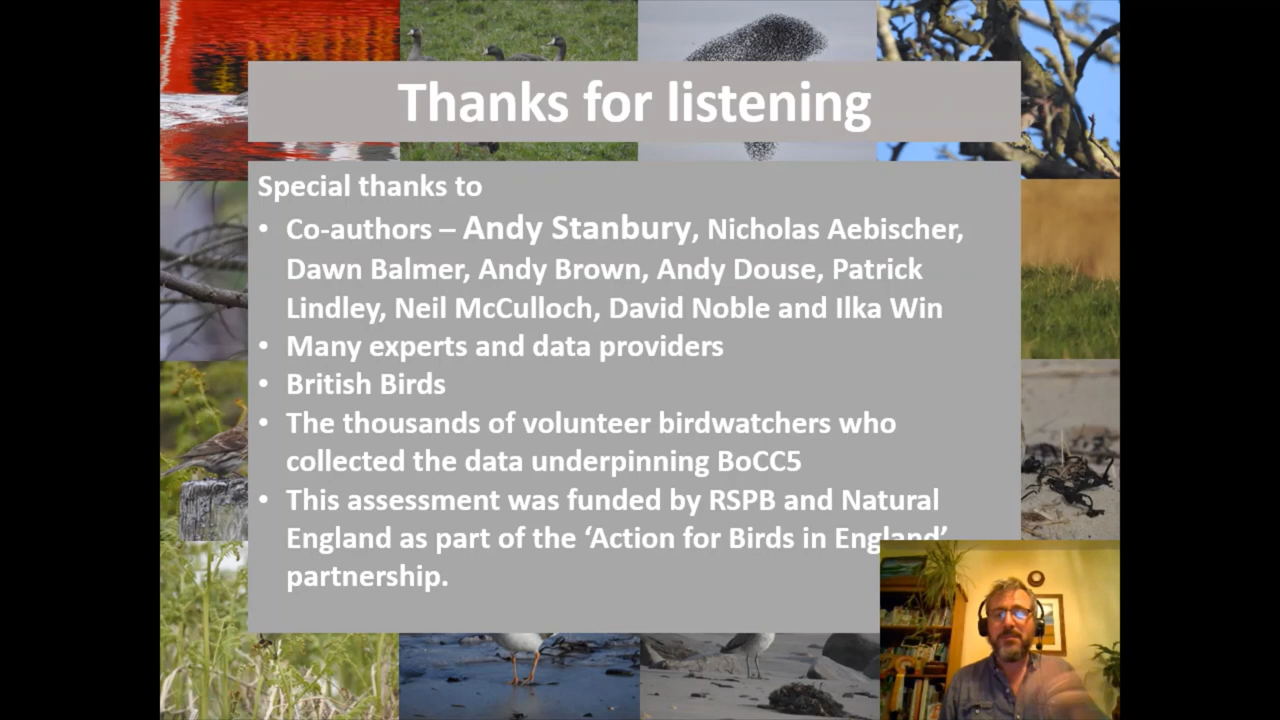 Thanks for listening
Special thanks to
• Co-authors – Andy Stanbury, Nicholas Aebischer,
Dawn Balmer, Andy Brown, Andy Douse, Patrick
Lindley, Neil McCulloch, David Noble and Ilka Win
• Many experts and data providers
• British Birds
• The thousands of volunteer birdwatchers who
collected the data underpinning BoCC5
• This assessment was funded by RSPB and Natural
England as part of the ‘Action for Birds in England’
partnership.